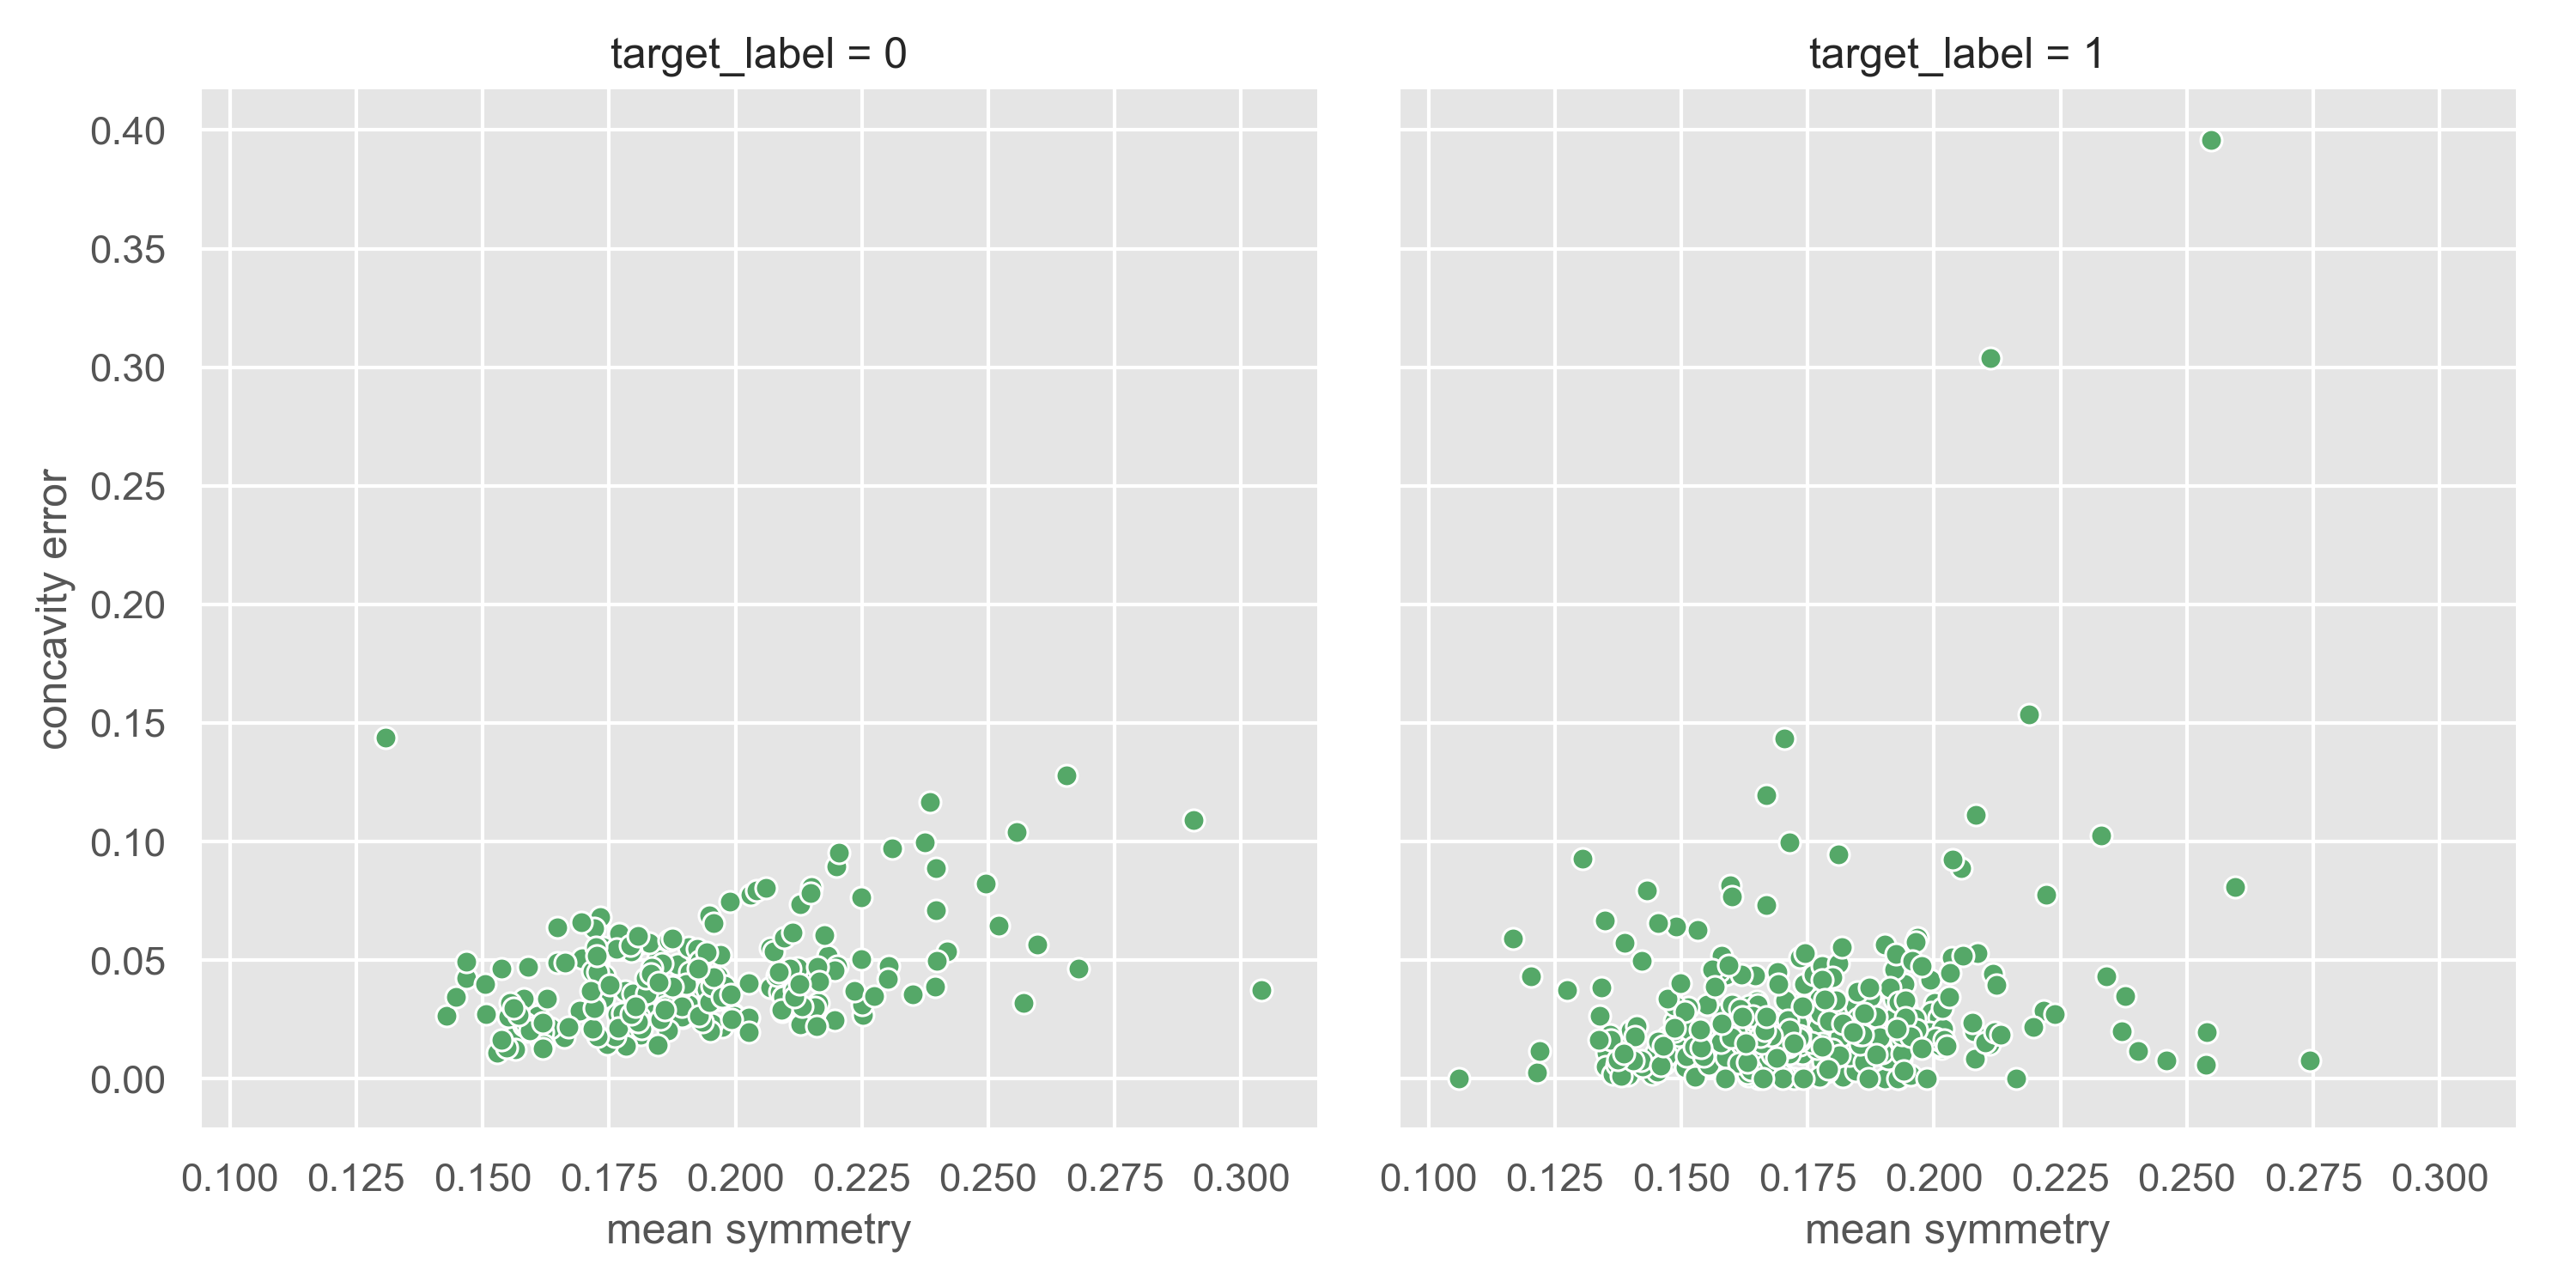 target_label = 0
target_label = 1
0.40
0.35
0.30
0.25
0.20
0.15
0.10
0.05
0.00
concavity error
0.100 0.125 0.150 0.175 0.200 0.225 0.250 0.275 0.300
0.100 0.125 0.150 0.175 0.200 0.225 0.250 0.275 0.300
mean symmetry
mean symmetry